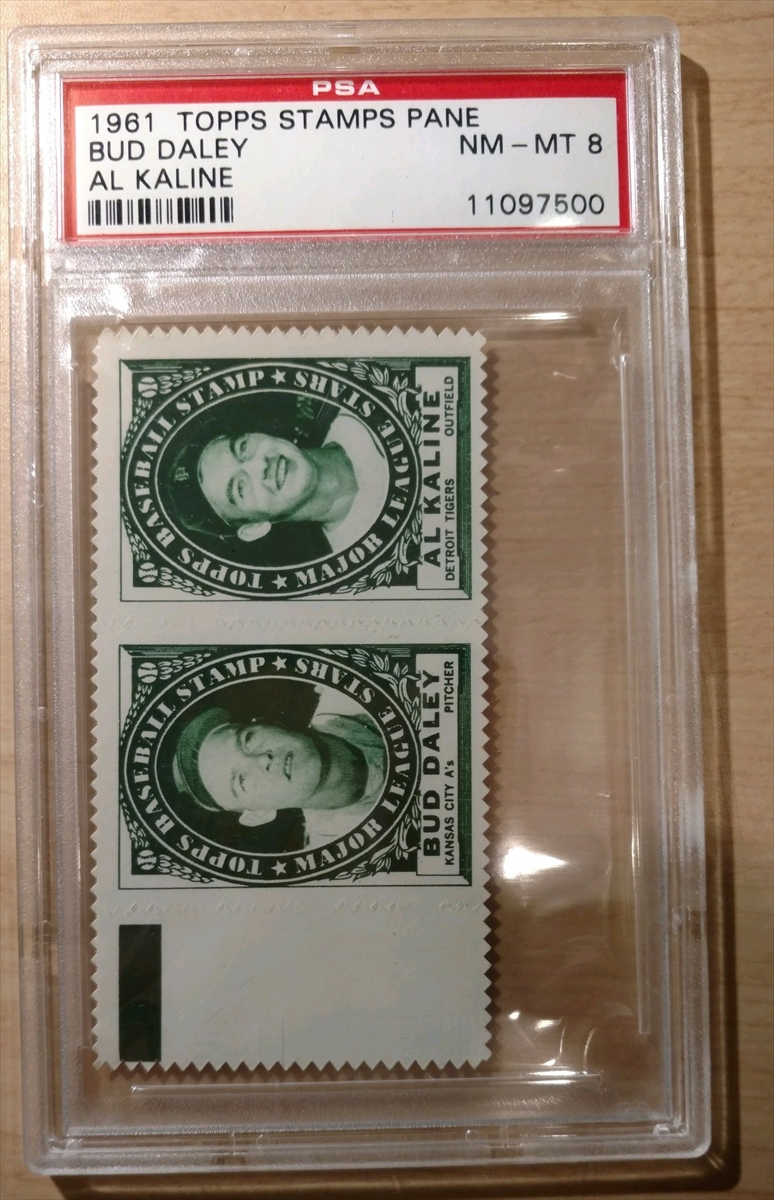 PSA
1961 TOPPS STAMPS PANE
BUD DALEY NM-MT 8
AL KALINE
11097500
TOPPS BASEBALL STAMP ★ MAJOR LEAGUE STARS ★
AL KALINE
DETROIT TIGERS OUTFIELD
TOPPS BASEBALL STAMP ★ MAJOR LEAGUE STARS ★
BUD DALEY
KANSAS CITY A's PITCHER